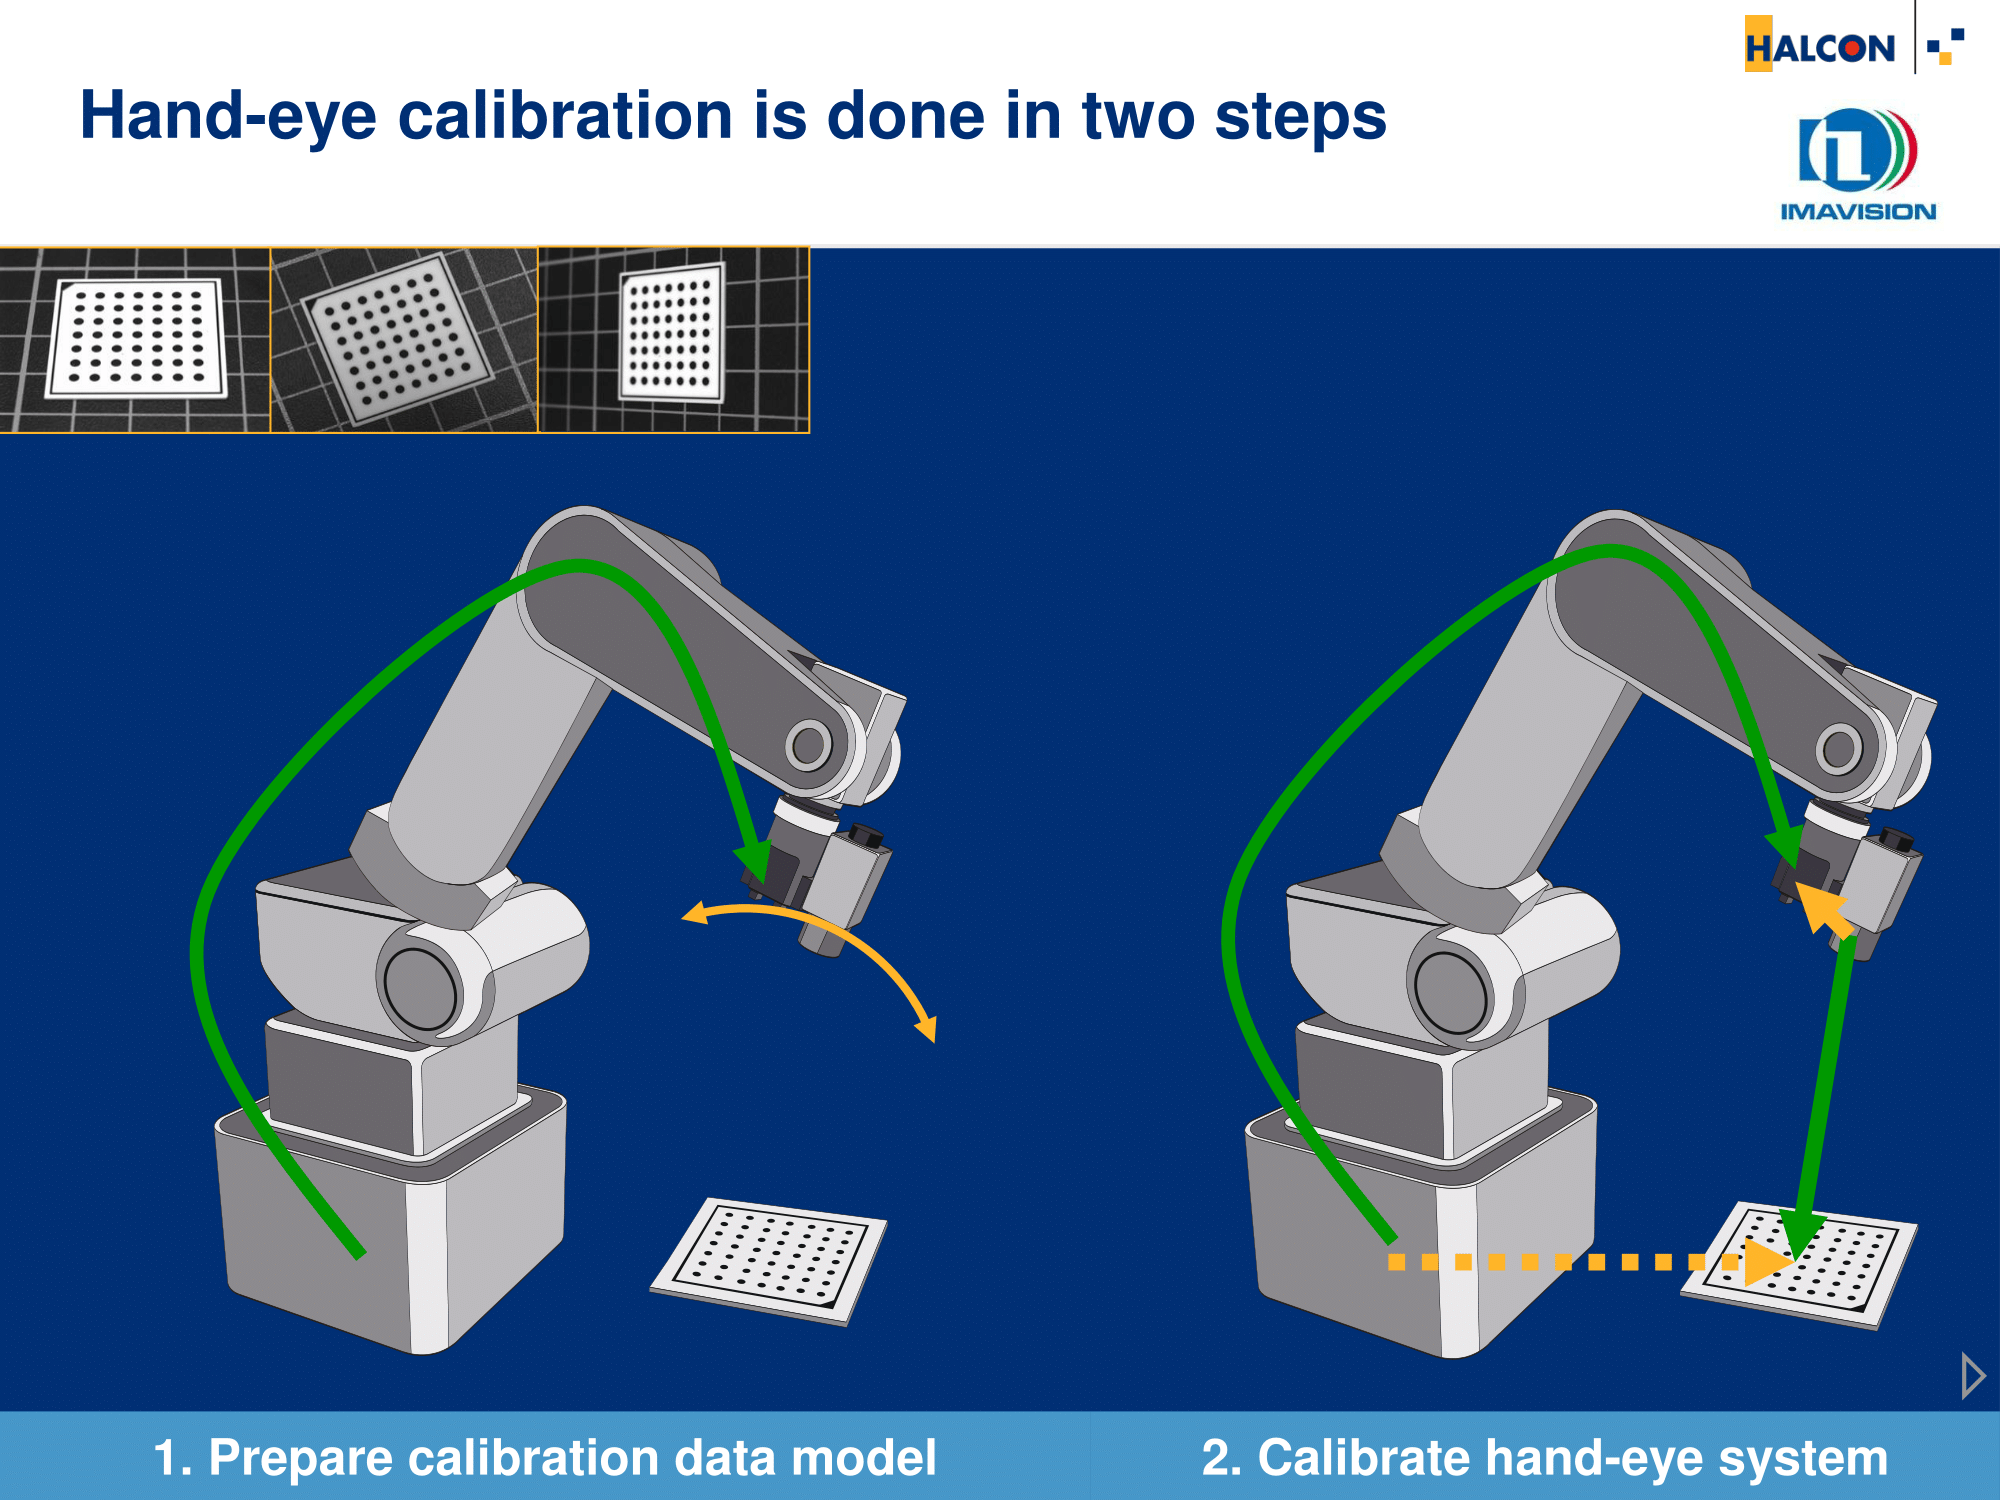 HALCON
Hand-eye calibration is done in two steps
IMAVISION
1. Prepare calibration data model
2. Calibrate hand-eye system